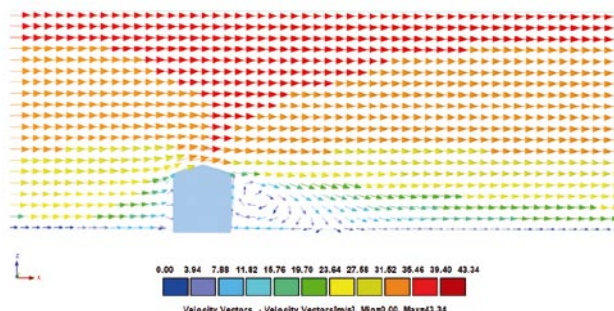 z
x
0.00 3.94 7.88 11.82 15.76 19.70 23.64 27.58 31.52 35.46 39.40 43.34
Velocity Vectors, - Velocity Vectors[m/s], Min=0.00, Max=43.34